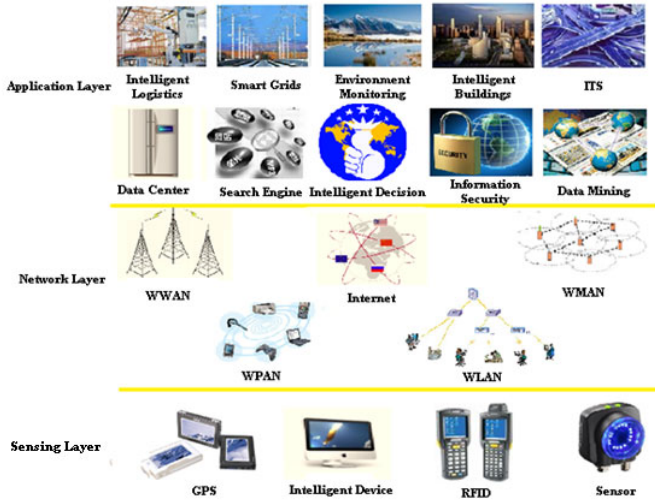 Application Layer
Intelligent
Logistics
Smart Grids
Environment
Monitoring
Intelligent
Buildings
ITS
SECURITY
Data Center
Search Engine
Intelligent Decision
Information
Security
Data Mining
Network Layer
WWAN
Internet
WMAN
WPAN
WLAN
Sensing Layer
GPS
Intelligent Device
RFID
Sensor